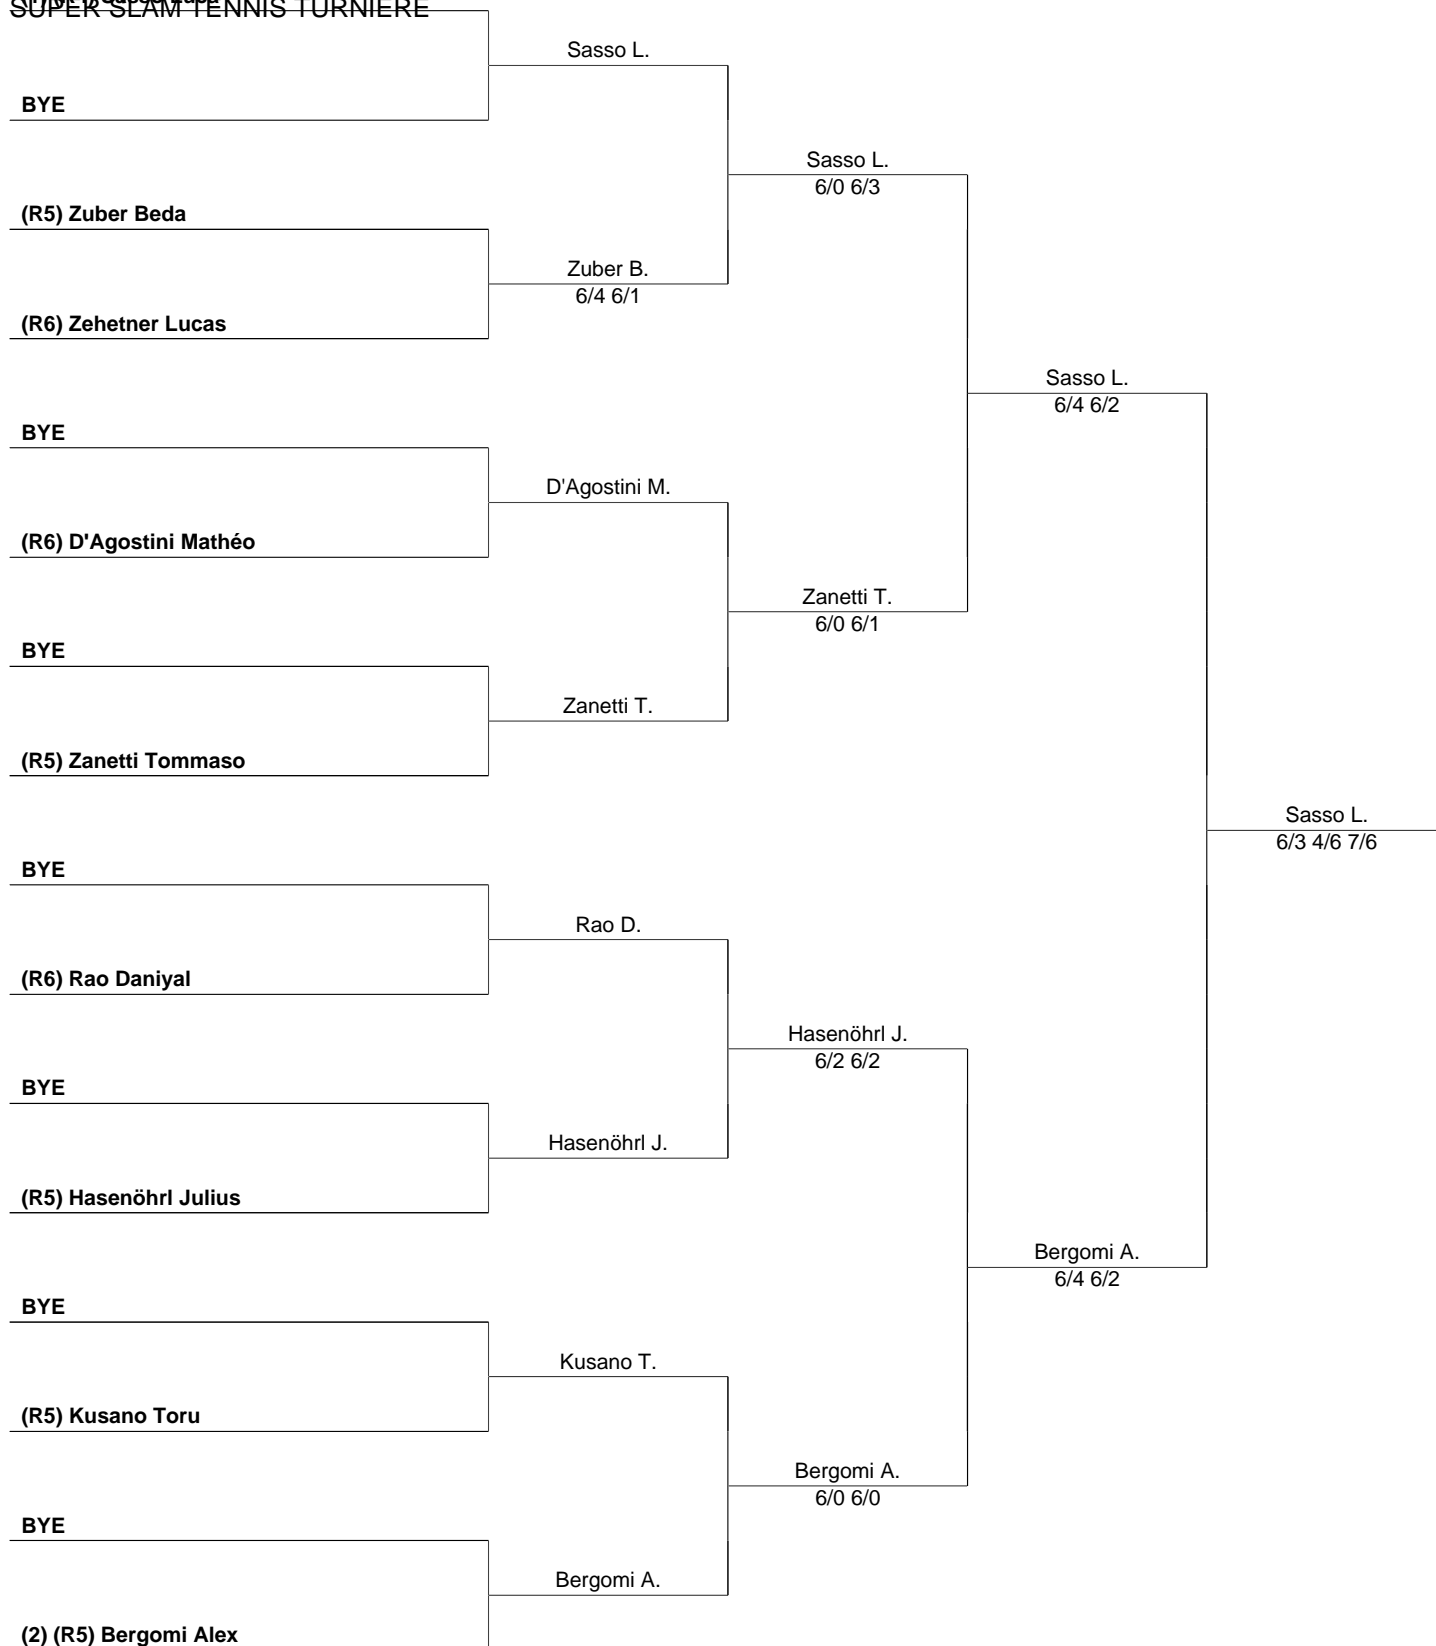 SUPER SLAM TENNIS TURNIERE
Sasso L.
BYE
Sasso L.
6/0 6/3
(R5) Zuber Beda
Zuber B.
6/4 6/1
(R6) Zehetner Lucas
Sasso L.
6/4 6/2
BYE
D'Agostini M.
(R6) D'Agostini Mathéo
Zanetti T.
6/0 6/1
BYE
Zanetti T.
(R5) Zanetti Tommaso
Sasso L.
6/3 4/6 7/6
BYE
Rao D.
(R6) Rao Daniyal
Hasenöhrl J.
6/2 6/2
BYE
Hasenöhrl J.
(R5) Hasenöhrl Julius
Bergomi A.
6/4 6/2
BYE
Kusano T.
(R5) Kusano Toru
Bergomi A.
6/0 6/0
BYE
Bergomi A.
(2) (R5) Bergomi Alex